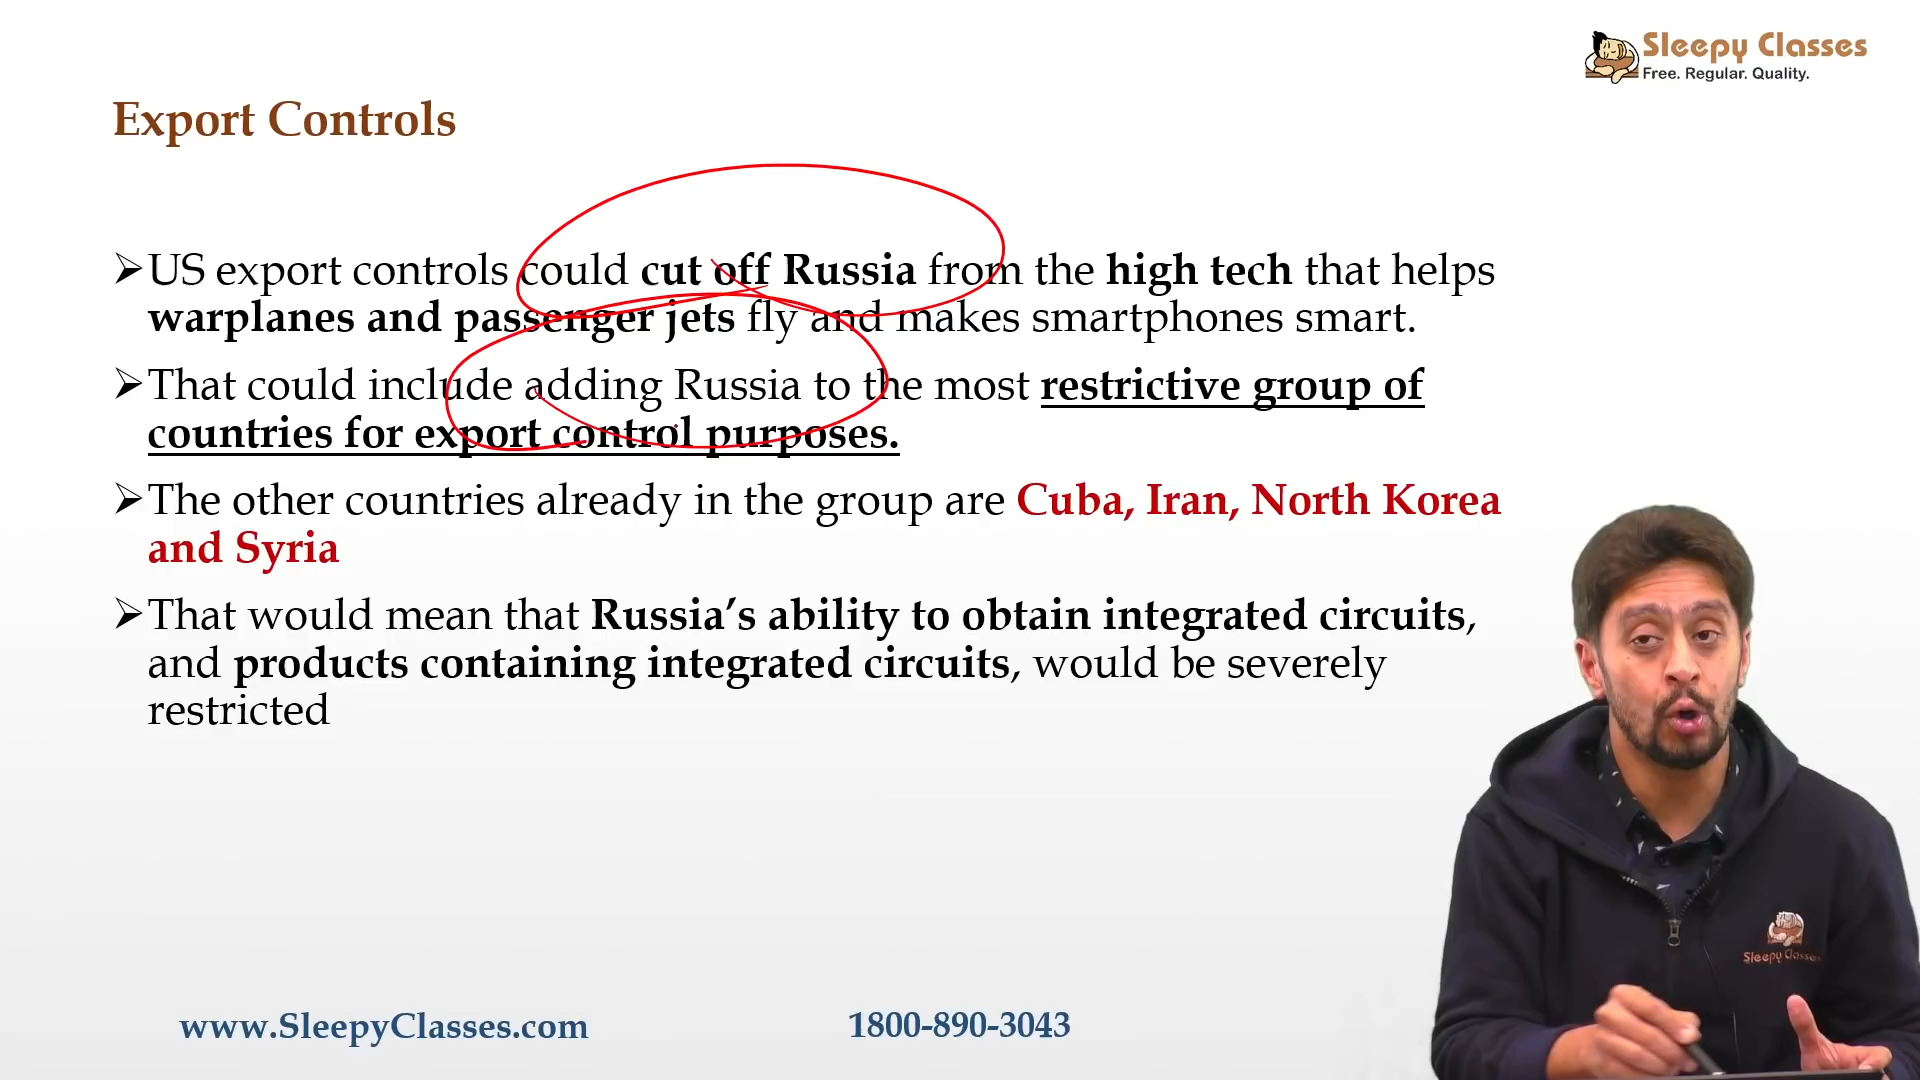 Sleepy Classes
Free. Regular. Quality.
Export Controls
➢US export controls could cut off Russia from the high tech that helps
warplanes and passenger jets fly and makes smartphones smart.
➢That could include adding Russia to the most restrictive group of
countries for export control purposes.
➢The other countries already in the group are Cuba, Iran, North Korea
and Syria
➢That would mean that Russia’s ability to obtain integrated circuits,
and products containing integrated circuits, would be severely
restricted
Sleepy Classes
www.SleepyClasses.com
1800-890-3043